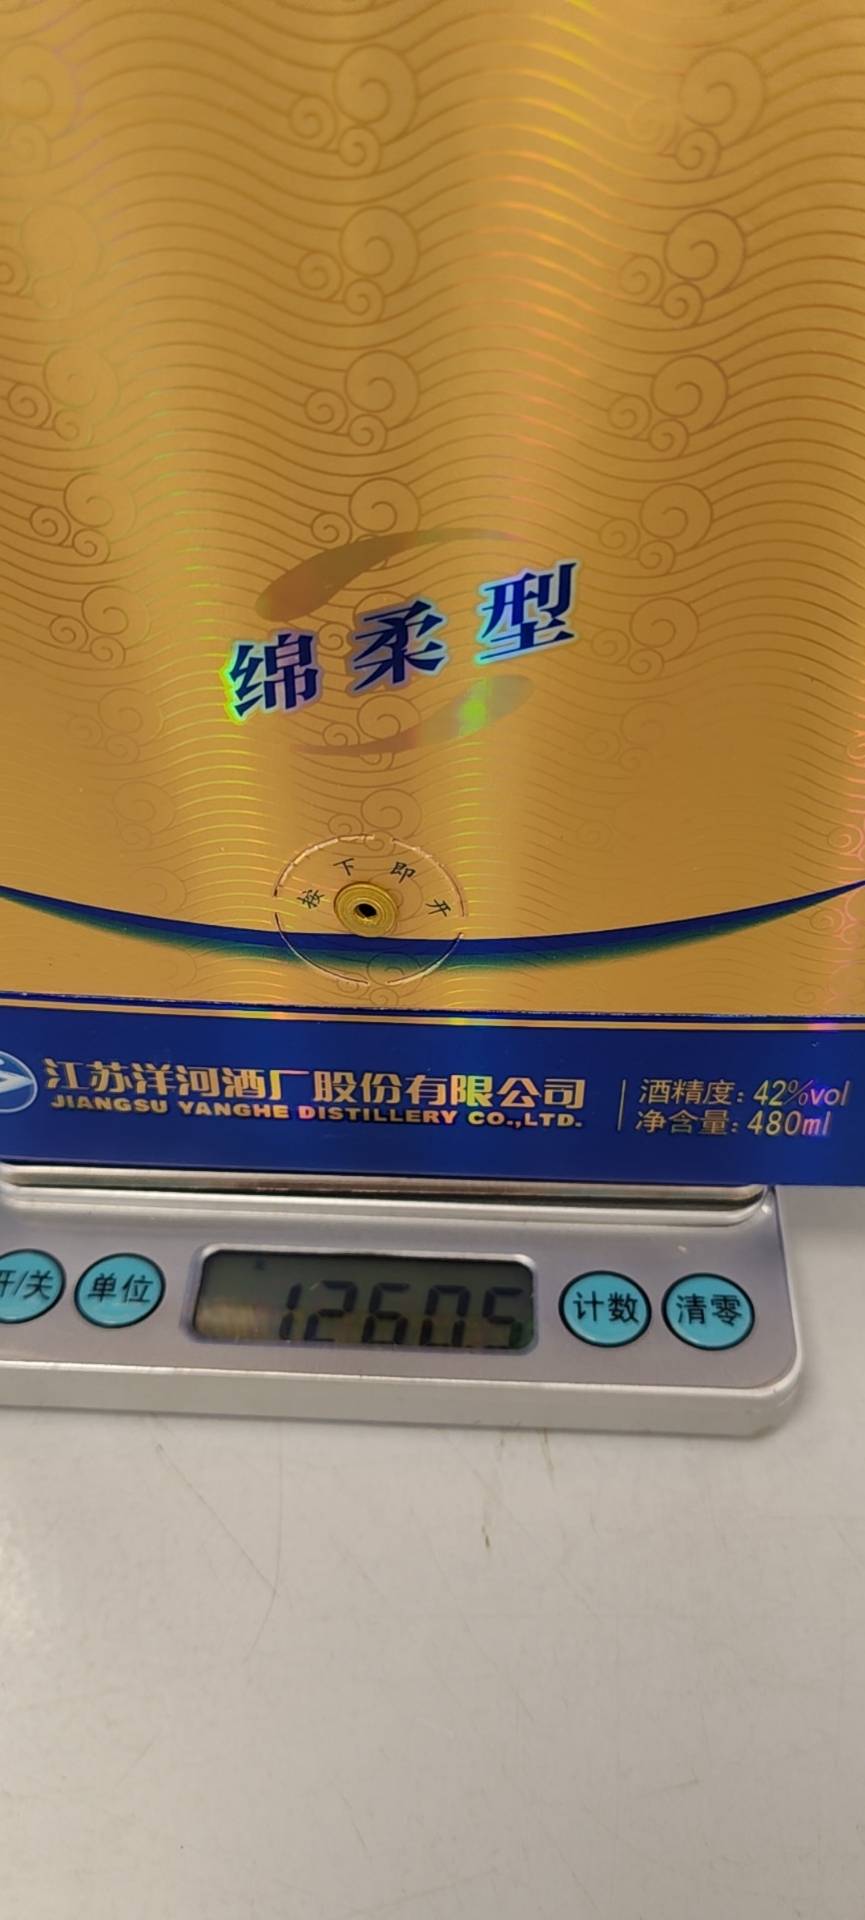 绵柔型
按下即开
江苏洋河酒厂股份有限公司
JIANGSU YANGHE DISTILLERY CO.,LTD.
酒精度: 42%vol
净含量: 480ml
开/关
单位
12605
计数
清零